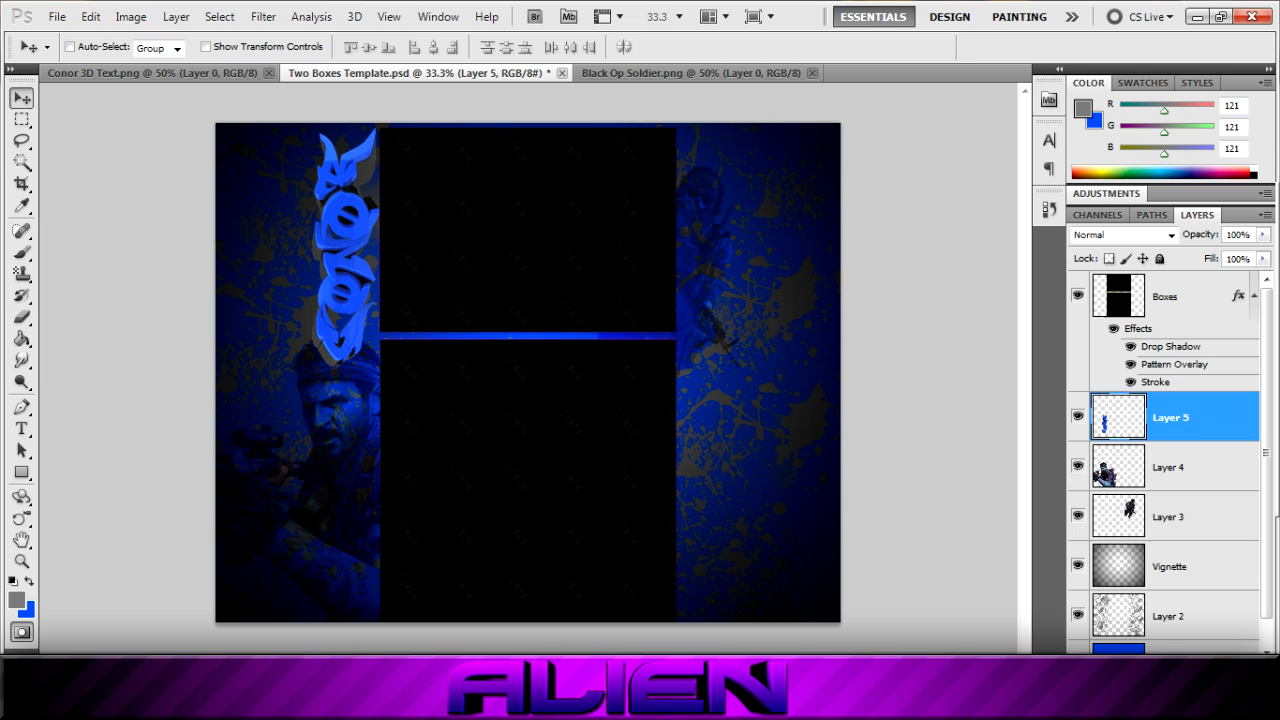 Ps File Edit Image Layer Select Filter Analysis 3D View Window Help Br Mb 33.3 ESSENTIALS DESIGN PAINTING CS Live
Auto-Select: Group Show Transform Controls
Conor 3D Text.png @ 50% (Layer 0, RGB/8) Two Boxes Template.psd @ 33.3% (Layer 5, RGB/8#) * Black Op Soldier.png @ 50% (Layer 0, RGB/8)
COLOR SWATCHES STYLES
R 121
G 121
B 121
ADJUSTMENTS
CHANNELS PATHS LAYERS
Normal Opacity: 100%
Lock: Fill: 100%
Boxes fx
Effects
Drop Shadow
Pattern Overlay
Stroke
Layer 5
Layer 4
Layer 3
Vignette
Layer 2
ALIEN